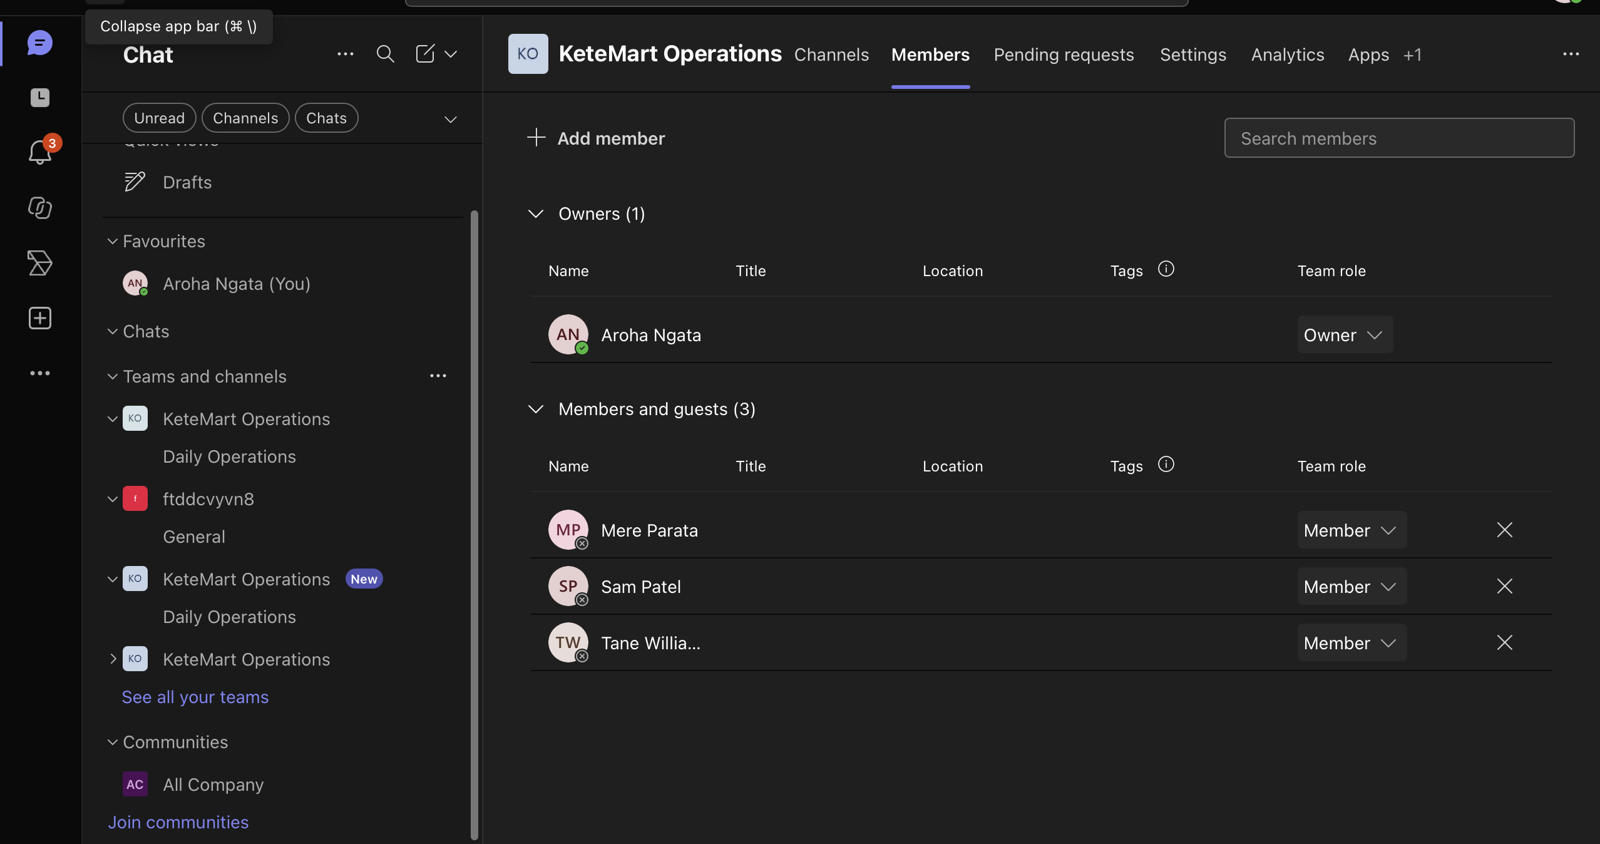 Collapse app bar (⌘ \)
Chat
Unread
Channels
Chats
Quick views
Drafts
Favourites
AN
Aroha Ngata (You)
Chats
Teams and channels
KO
KeteMart Operations
Daily Operations
f
ftddcvyvn8
General
KO
KeteMart Operations
New
Daily Operations
KO
KeteMart Operations
See all your teams
Communities
AC
All Company
Join communities
3
KO
KeteMart Operations
Channels
Members
Pending requests
Settings
Analytics
Apps
+1
Add member
Search members
Owners (1)
Name Title Location Tags Team role
AN Aroha Ngata Owner
Members and guests (3)
Name Title Location Tags Team role
MP Mere Parata Member
SP Sam Patel Member
TW Tane Willia... Member